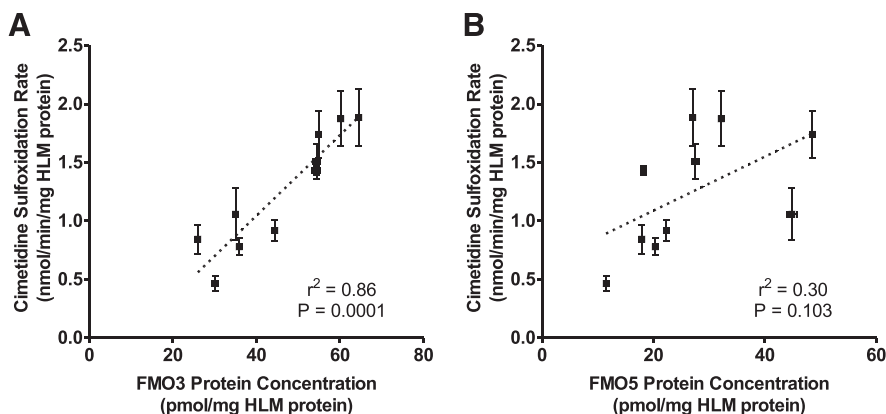 A
Cimetidine Sulfoxidation Rate
(nmol/min/mg HLM protein)
2.5
2.0
1.5
1.0
0.5
0.0
0
20
40
60
80
r² = 0.86
P = 0.0001
FMO3 Protein Concentration
(pmol/mg HLM protein)
B
Cimetidine Sulfoxidation Rate
(nmol/min/mg HLM protein)
2.5
2.0
1.5
1.0
0.5
0.0
0
20
40
60
r² = 0.30
P = 0.103
FMO5 Protein Concentration
(pmol/mg HLM protein)